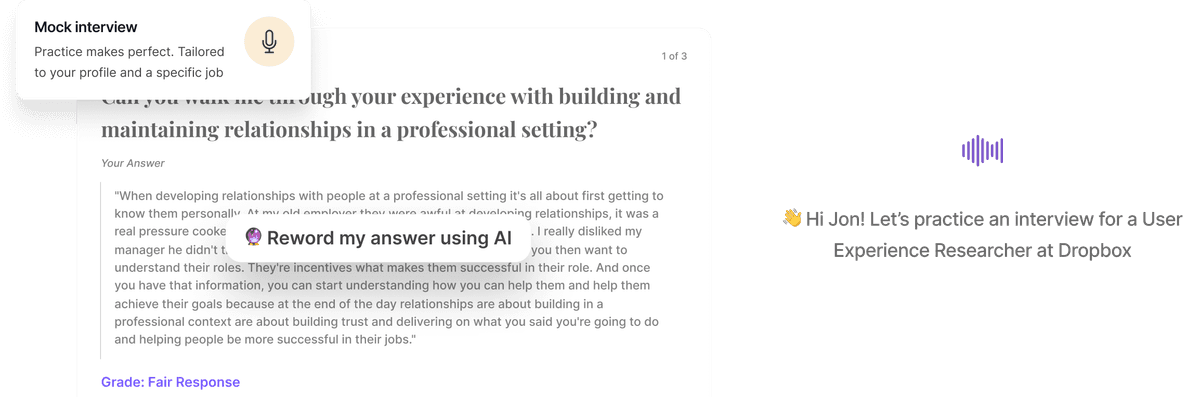 Mock interview
Practice makes perfect. Tailored
to your profile and a specific job
1 of 3
Can you walk me through your experience with building and
maintaining relationships in a professional setting?
Your Answer
"When developing relationships with people at a professional setting it's all about first getting to
know them personally. At my old employer they were awful at developing relationships, it was a
real pressure cooke
. I really disliked my
manager he didn't t
you then want to
🔮 Reword my answer using AI
understand their roles. They're incentives what makes them successful in their role. And once
you have that information, you can start understanding how you can help them and help them
achieve their goals because at the end of the day relationships are about building in a
professional context are about building trust and delivering on what you said you're going to do
and helping people be more successful in their jobs."
Grade: Fair Response
👋 Hi Jon! Let's practice an interview for a User
Experience Researcher at Dropbox